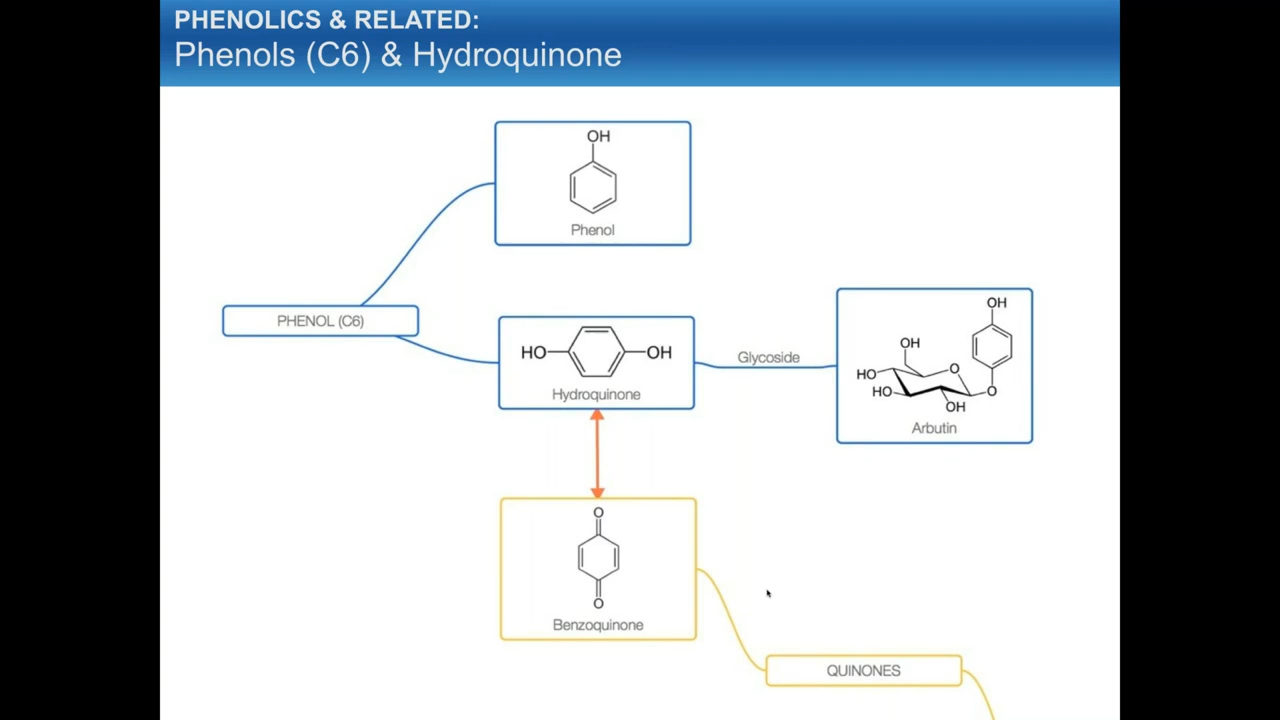 PHENOLICS & RELATED:
Phenols (C6) & Hydroquinone
OH
Phenol
PHENOL (C6)
HO
OH
Hydroquinone
Glycoside
OH
OH
HO
O
HO
O
OH
Arbutin
O
O
Benzoquinone
QUINONES